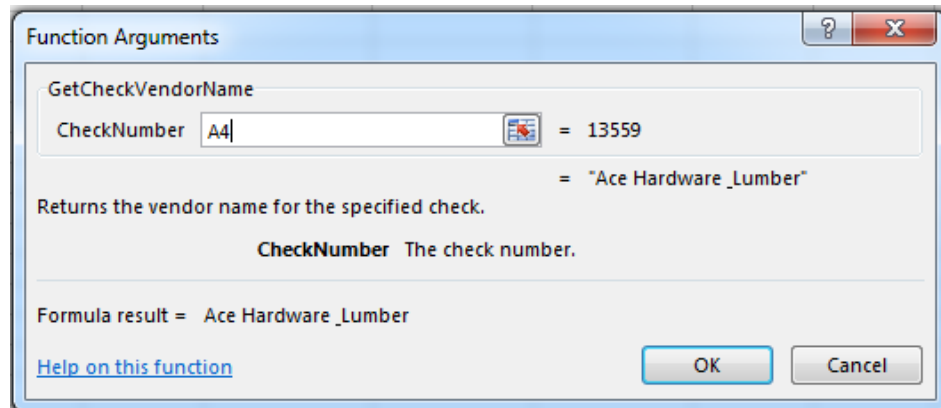 Function Arguments
?
X
GetCheckVendorName
CheckNumber A4 = 13559
= "Ace Hardware _Lumber"
Returns the vendor name for the specified check.
CheckNumber The check number.
Formula result = Ace Hardware _Lumber
Help on this function OK Cancel